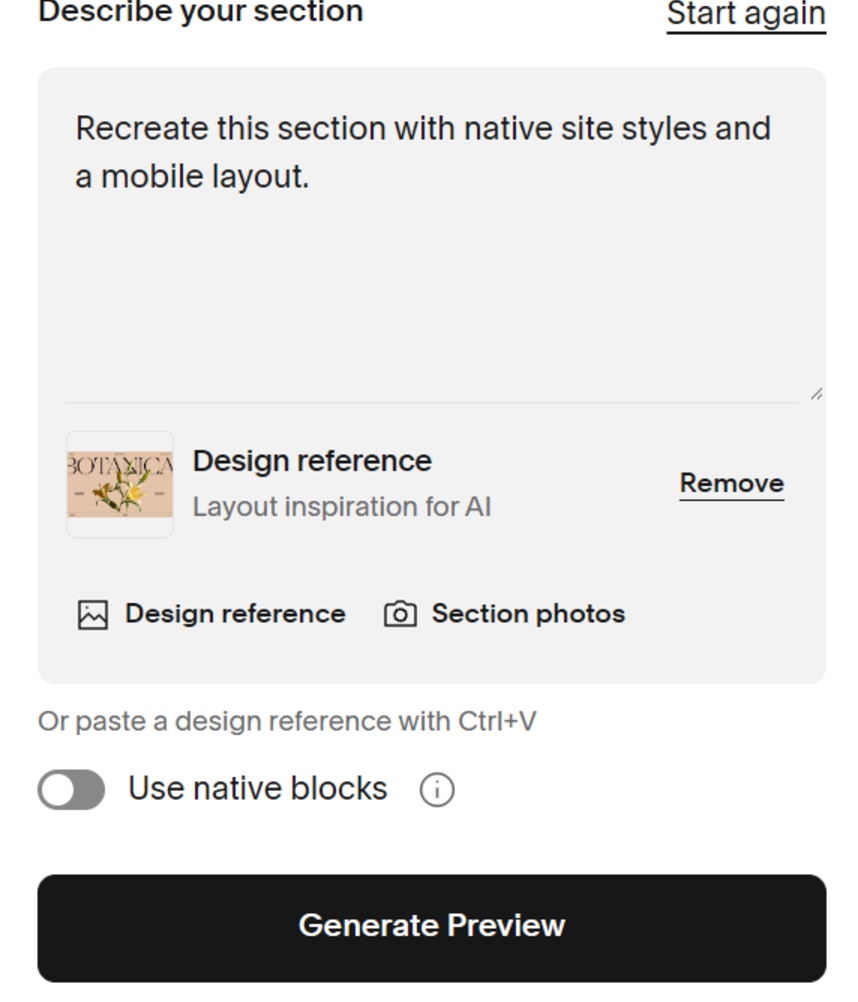 Describe your section
Start again
Recreate this section with native site styles and
a mobile layout.
BOTANICA
Design reference
Layout inspiration for AI
Remove
Design reference
Section photos
Or paste a design reference with Ctrl+V
Use native blocks
Generate Preview